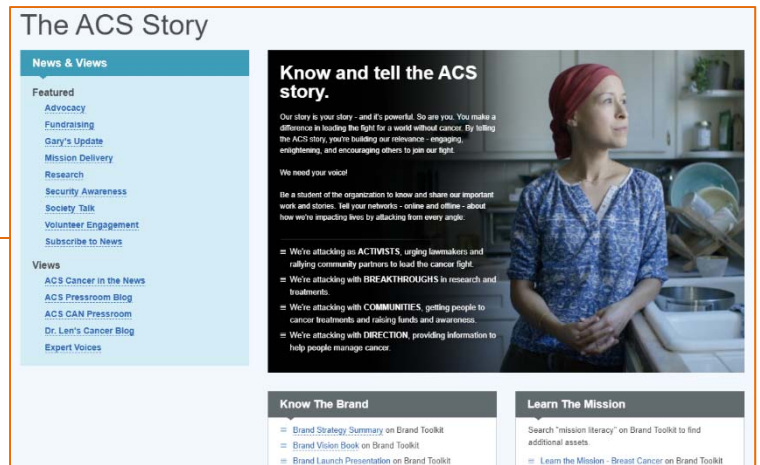 The ACS Story
News & Views
Featured
Advocacy
Fundraising
Gary's Update
Mission Delivery
Research
Security Awareness
Society Talk
Volunteer Engagement
Subscribe to News
Views
ACS Cancer in the News
ACS Pressroom Blog
ACS CAN Pressroom
Dr. Len's Cancer Blog
Expert Voices
Know and tell the ACS
story.
Our story is your story - and it's powerful. So are you. You make a
difference in leading the fight for a world without cancer. By telling
the ACS story, you're building our relevance - engaging,
enlightening, and encouraging others to join our fight.
We need your voice!
Be a student of the organization to know and share our important
work and stories. Tell your networks - online and offline - about
how we're impacting lives by attacking from every angle:
We're attacking as ACTIVISTS, urging lawmakers and
rallying community partners to lead the cancer fight.
We're attacking with BREAKTHROUGHS in research and
treatments.
We're attacking with COMMUNITIES, getting people to
cancer treatments and raising funds and awareness.
We're attacking with DIRECTION, providing information to
help people manage cancer.
Know The Brand
Brand Strategy Summary on Brand Toolkit
Brand Vision Book on Brand Toolkit
Brand Launch Presentation on Brand Toolkit
Learn The Mission
Search "mission literacy" on Brand Toolkit to find
additional assets.
Learn the Mission - Breast Cancer on Brand Toolkit